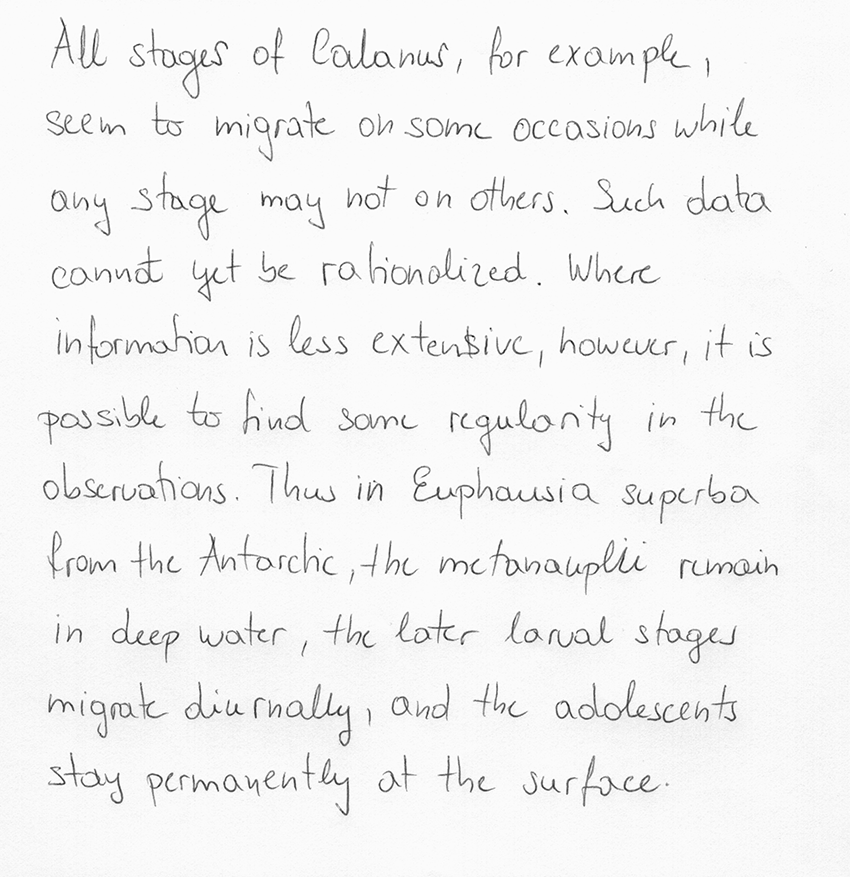 All stages of Calanus, for example,
seem to migrate on some occasions while
any stage may not on others. Such data
cannot yet be rationalized. Where
information is less extensive, however, it is
possible to find some regularity in the
observations. Thus in Euphausia superba
from the Antarctic, the metanauplii remain
in deep water, the later larval stages
migrate diurnally, and the adolescents
stay permanently at the surface.